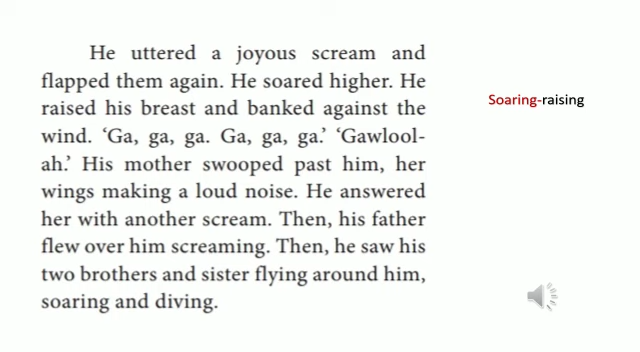 He uttered a joyous scream and
flapped them again. He soared higher. He
raised his breast and banked against the
wind. ‘Ga, ga, ga. Ga, ga, ga.’ ‘Gawlool-
ah.’ His mother swooped past him, her
wings making a loud noise. He answered
her with another scream. Then, his father
flew over him screaming. Then, he saw his
two brothers and sister flying around him,
soaring and diving.
Soaring-raising